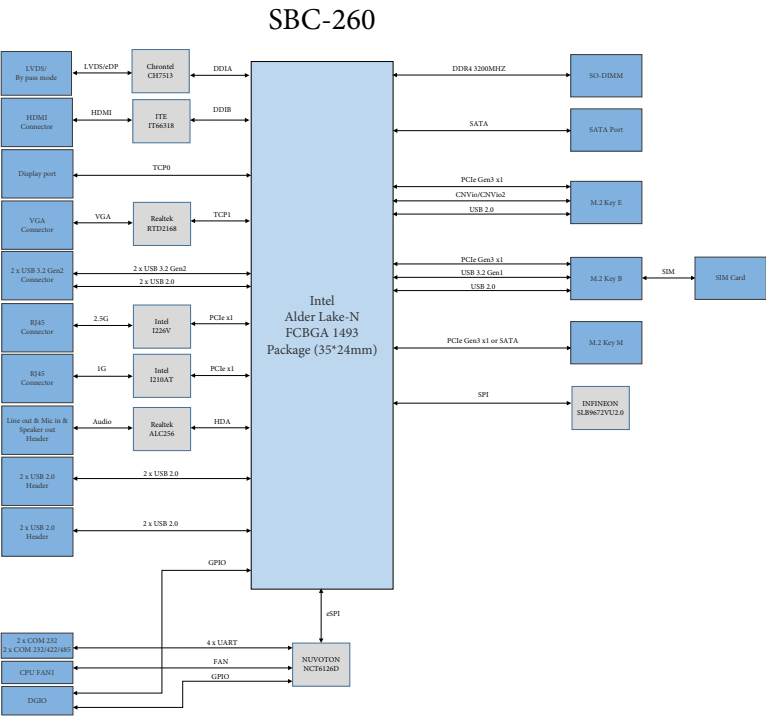 SBC-260
LVDS/
By pass mode
LVDS/eDP
Chrontel
CH7513
DDIA
HDMI
Connector
HDMI
ITE
IT66318
DDIB
Display port
TCP0
VGA
Connector
VGA
Realtek
RTD2168
TCP1
2 x USB 3.2 Gen2
Connector
2 x USB 3.2 Gen2
2 x USB 2.0
RJ45
Connector
2.5G
Intel
I226V
PCIe x1
RJ45
Connector
1G
Intel
I210AT
PCIe x1
Line out & Mic in &
Speaker out
Header
Audio
Realtek
ALC256
HDA
2 x USB 2.0
Header
2 x USB 2.0
2 x USB 2.0
Header
2 x USB 2.0
GPIO
Intel
Alder Lake-N
FCBGA 1493
Package (35*24mm)
DDR4 3200MHZ
SO-DIMM
SATA
SATA Port
PCIe Gen3 x1
CNVio/CNVio2
USB 2.0
M.2 Key E
PCIe Gen3 x1
USB 3.2 Gen1
USB 2.0
M.2 Key B
SIM
SIM Card
PCIe Gen3 x1 or SATA
M.2 Key M
SPI
INFINEON
SLB9672VU2.0
eSPI
2 x COM 232
2 x COM 232/422/485
4 x UART
CPU FAN1
FAN
GPIO
DGIO
NUVOTON
NCT6126D